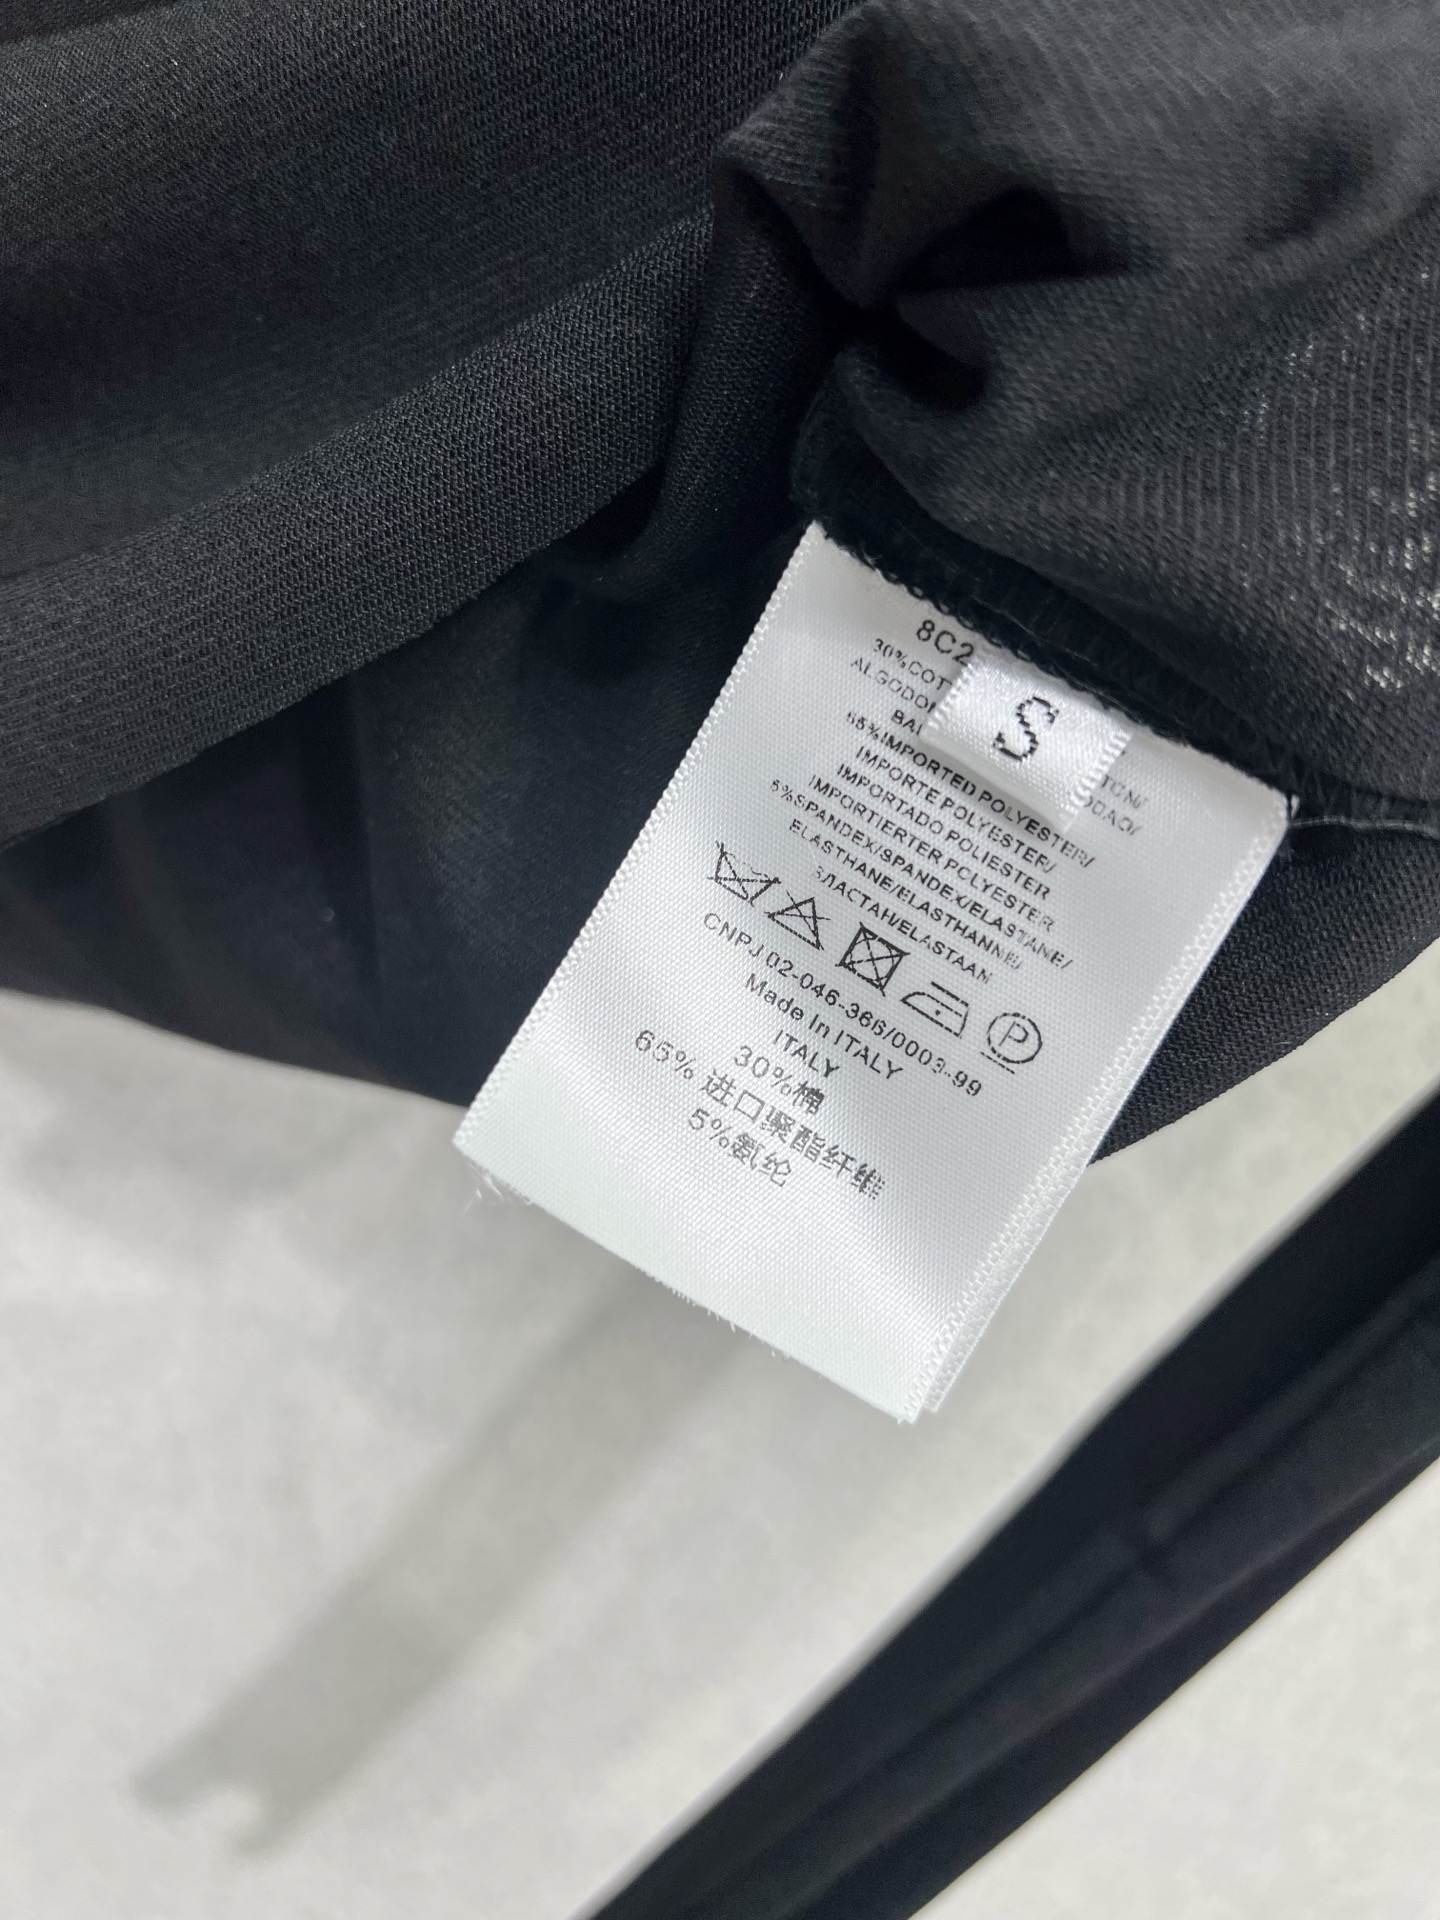 8C2
S
30%COT
ALGODO
BA
65%IMPORTED POLYESTER/
IMPORTE POLYESTER/
IMPORTADO POLIESTER
IMPORTIERTER POLYESTER
5%SPANDEX/SPANDEX/ELASTANE/
ELASTHANE/ELASTHANNE/
ЭЛАСТАН/ELASTAAN
P
CNPJ 02-046-366/0003-99
Made In ITALY
ITALY
30%棉
65% 进口聚酯纤维
5%氨纶